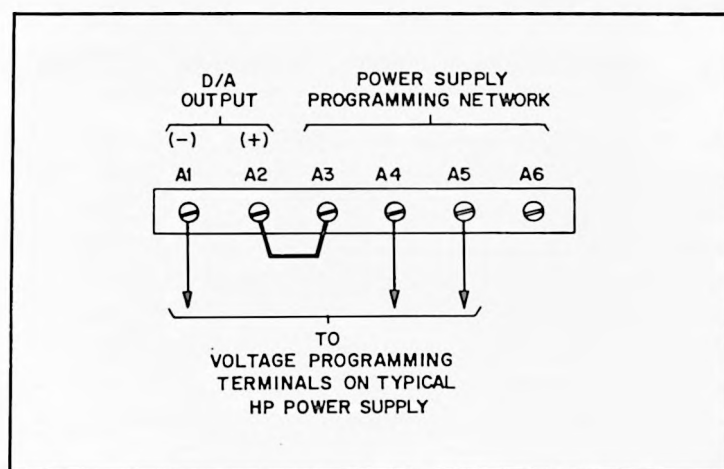 D/A
OUTPUT
POWER SUPPLY
PROGRAMMING NETWORK
(-) (+)
A1 A2 A3 A4 A5 A6
TO
VOLTAGE PROGRAMMING
TERMINALS ON TYPICAL
HP POWER SUPPLY